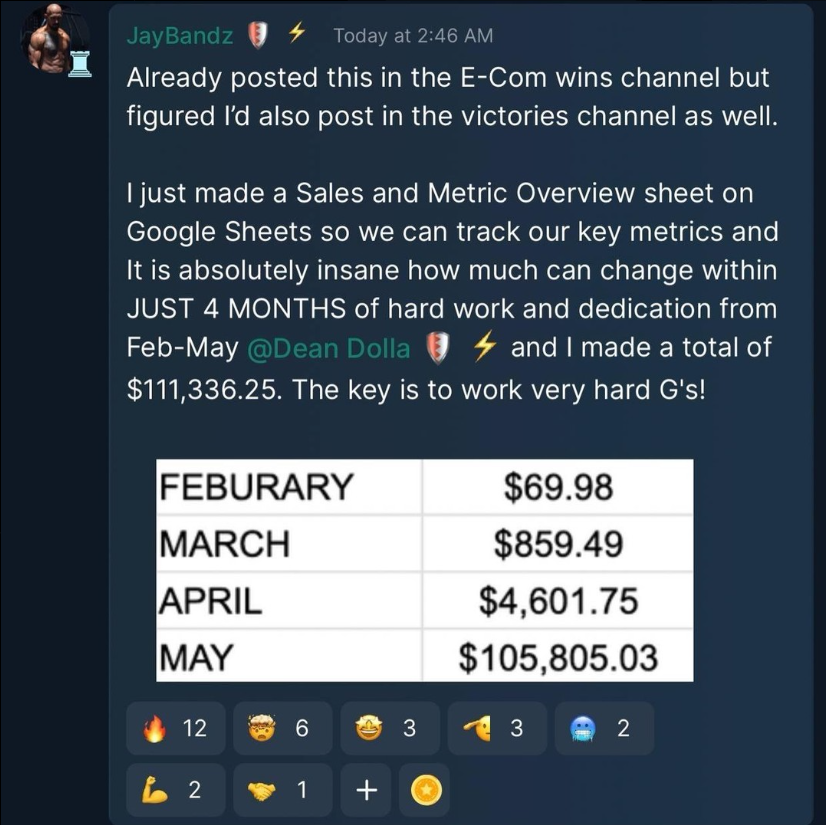 JayBandz Today at 2:46 AM
Already posted this in the E-Com wins channel but
figured I'd also post in the victories channel as well.
I just made a Sales and Metric Overview sheet on
Google Sheets so we can track our key metrics and
It is absolutely insane how much can change within
JUST 4 MONTHS of hard work and dedication from
Feb-May @Dean Dolla and I made a total of
$111,336.25. The key is to work very hard G's!
FEBURARY $69.98
MARCH $859.49
APRIL $4,601.75
MAY $105,805.03
12 6 3 3 2
2 1 +